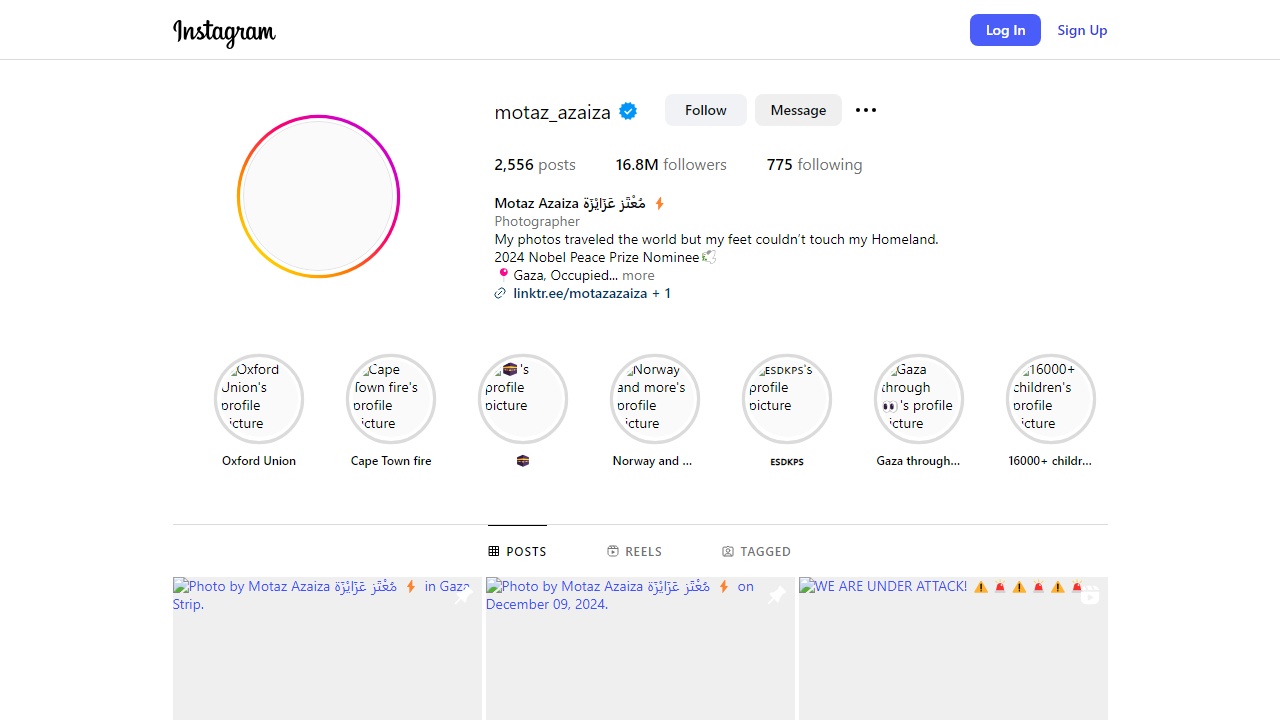 Instagram
Log In
Sign Up
motaz_azaiza
Follow
Message
2,556 posts
16.8M followers
775 following
Motaz Azaiza مُعْتَز عَزَايْزَة ⚡
Photographer
My photos traveled the world but my feet couldn’t touch my Homeland.
2024 Nobel Peace Prize Nominee🕊️
📍Gaza, Occupied... more
linktr.ee/motazazaiza + 1
Oxford
Union's
profile
picture
Cape
Town fire's
profile
picture
🕋's
profile
picture
Norway
and more's
profile
picture
ᴇsᴅᴋᴘs's
profile
picture
Gaza
through
👀's profile
picture
16000+
children's
profile
picture
Oxford Union
Cape Town fire
🕋
Norway and ...
ᴇsᴅᴋᴘs
Gaza through...
16000+ childr...
POSTS
REELS
TAGGED
Photo by Motaz Azaiza مُعْتَز عَزَايْزَة ⚡ in Gaza
Strip.
Photo by Motaz Azaiza مُعْتَز عَزَايْزَة ⚡ on
December 09, 2024.
WE ARE UNDER ATTACK! ⚠️🚨⚠️🚨⚠️🚨